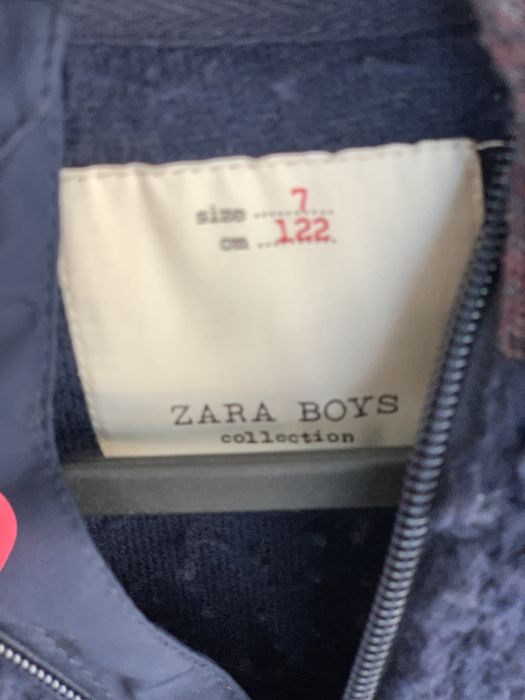 size ...... 7 ....
cm .. 122 .
ZARA BOYS
collection